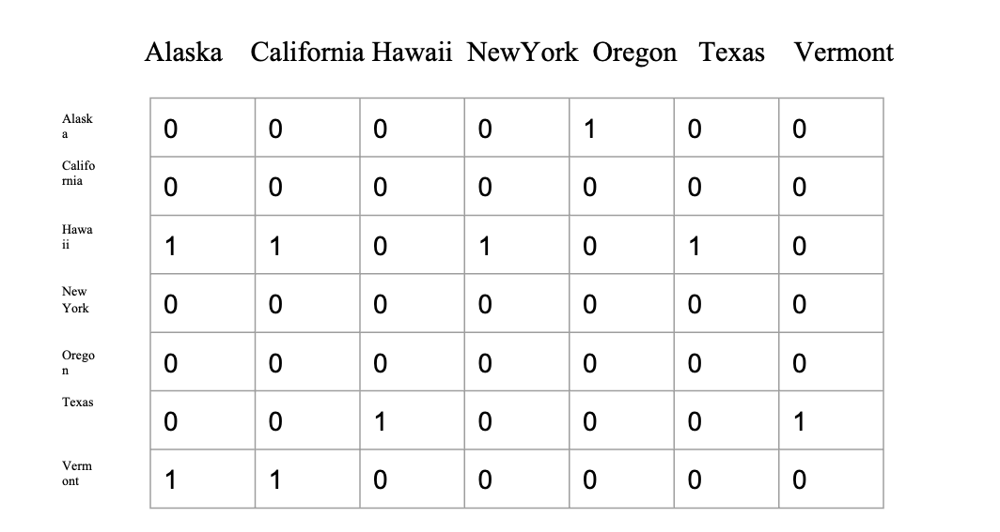 Alaska California Hawaii NewYork Oregon Texas Vermont
Alask
a
0 0 0 0 1 0 0
Califo
rnia
0 0 0 0 0 0 0
Hawa
ii
1 1 0 1 0 1 0
New
York
0 0 0 0 0 0 0
Orego
n
0 0 0 0 0 0 0
Texas
0 0 1 0 0 0 1
Verm
ont
1 1 0 0 0 0 0